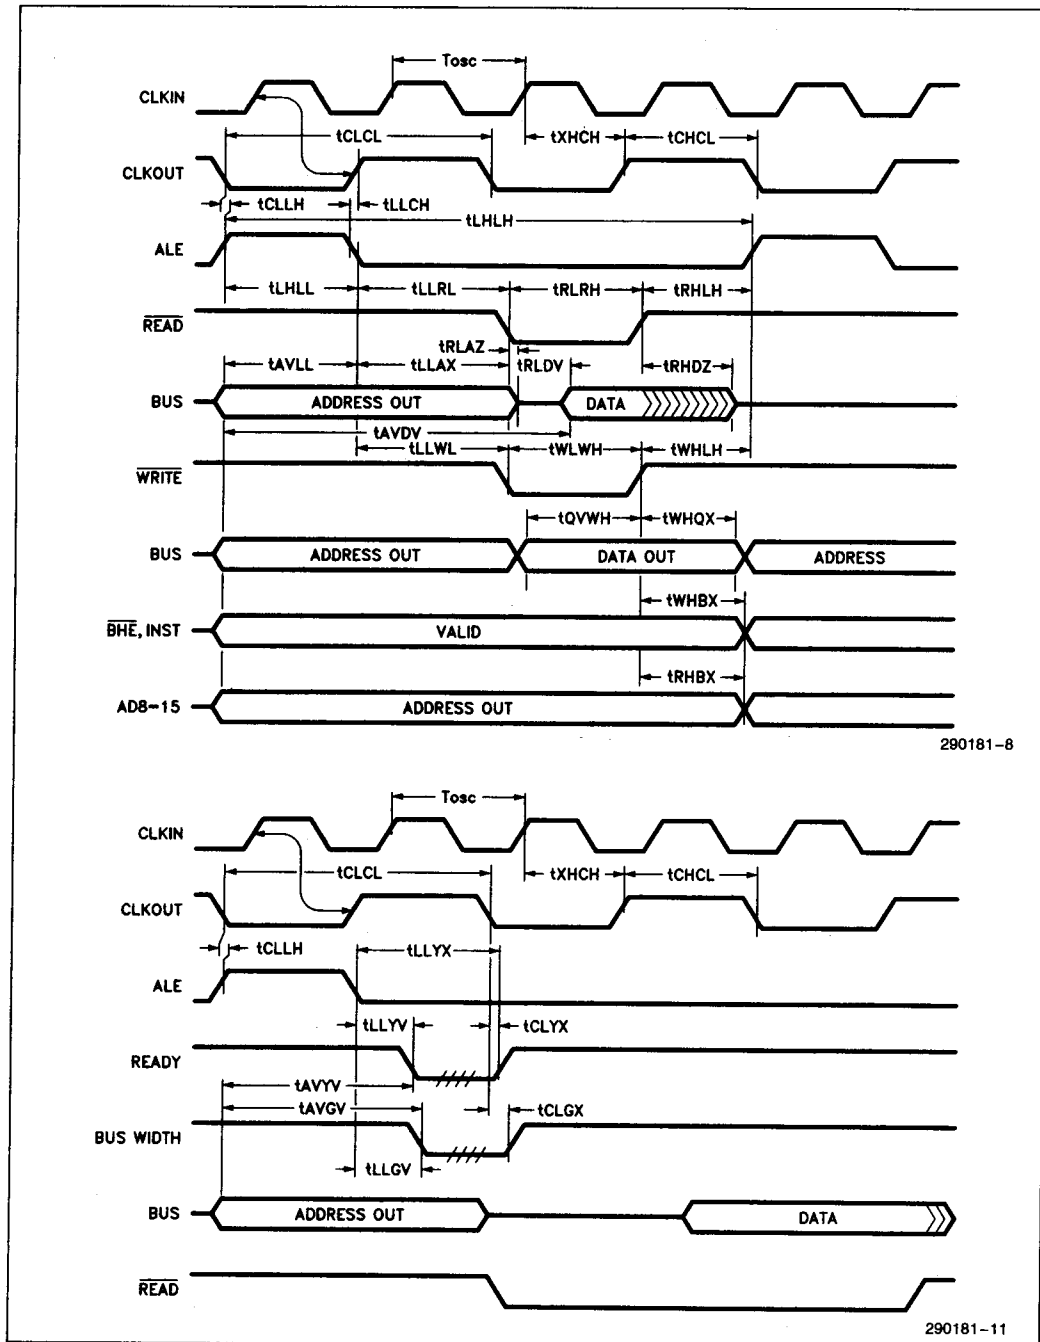 Tosc
CLKIN
tCLCL
tXHCH
tCHCL
CLKOUT
tCLLH
tLLCH
tLHLH
ALE
tLHLL
tLLRL
tRLRH
tRHLH
READ
tRLAZ
tAVLL
tLLAX
tRLDV
tRHDZ
BUS
ADDRESS OUT
DATA
tAVDV
tLLWL
tWLWH
tWHLH
WRITE
tQVWH
tWHQX
BUS
ADDRESS OUT
DATA OUT
ADDRESS
tWHBX
BHE, INST
VALID
tRHBX
AD8-15
ADDRESS OUT
290181-8
Tosc
CLKIN
tCLCL
tXHCH
tCHCL
CLKOUT
tCLLH
tLLYX
ALE
tLLYV
tCLYX
READY
tAVYV
tAVGV
tCLGX
BUS WIDTH
tLLGV
BUS
ADDRESS OUT
DATA
READ
290181-11